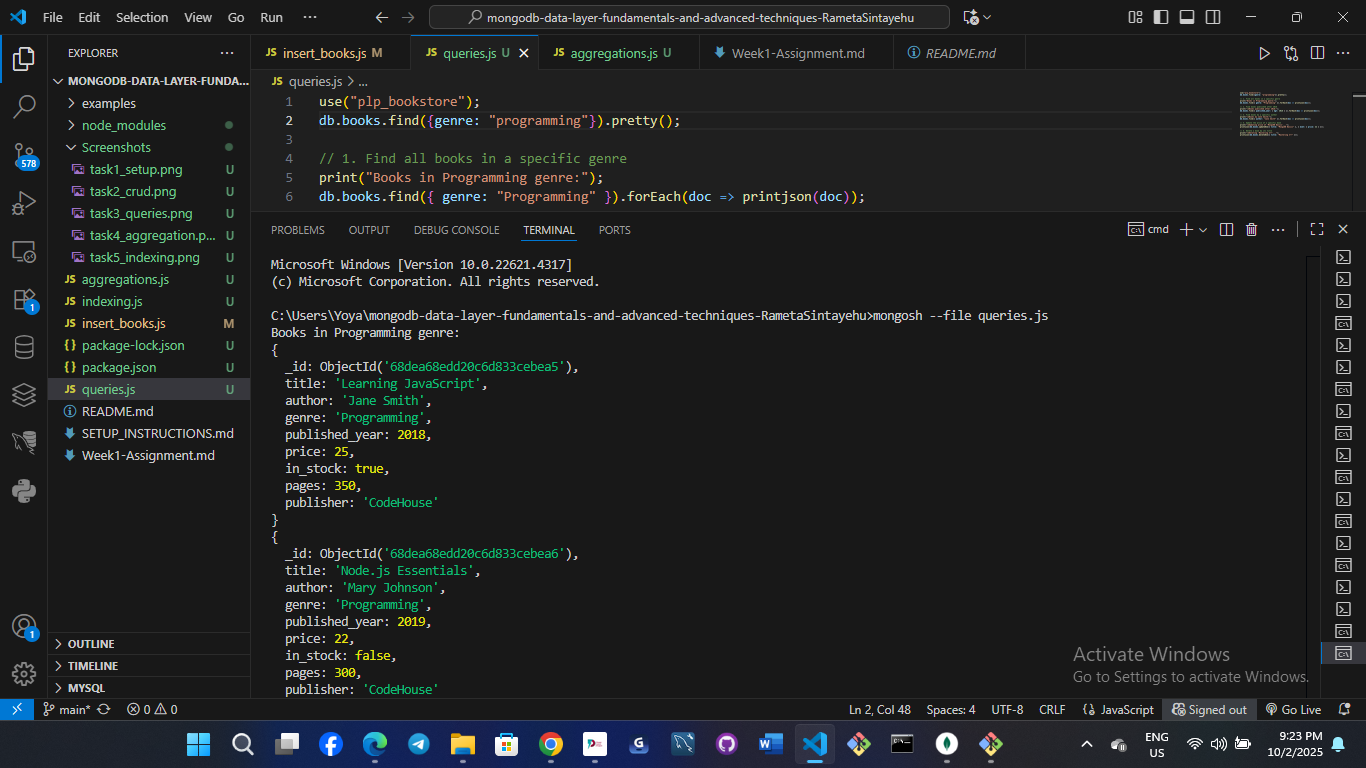 File Edit Selection View Go Run ···
mongodb-data-layer-fundamentals-and-advanced-techniques-RametaSintayehu
EXPLORER
MONGODB-DATA-LAYER-FUNDA...
examples
node_modules
Screenshots
task1_setup.png U
task2_crud.png U
task3_queries.png U
task4_aggregation.p... U
task5_indexing.png U
JS aggregations.js U
JS indexing.js U
JS insert_books.js M
{} package-lock.json U
{} package.json U
JS queries.js U
README.md
SETUP_INSTRUCTIONS.md
Week1-Assignment.md
OUTLINE
TIMELINE
MYSQL
578
1
1
JS insert_books.js M JS queries.js U JS aggregations.js U Week1-Assignment.md README.md
JS queries.js > ...
1 use("plp_bookstore");
2 db.books.find({genre: "programming"}).pretty();
3
4 // 1. Find all books in a specific genre
5 print("Books in Programming genre:");
6 db.books.find({ genre: "Programming" }).forEach(doc => printjson(doc));
PROBLEMS OUTPUT DEBUG CONSOLE TERMINAL PORTS
cmd
Microsoft Windows [Version 10.0.22621.4317]
(c) Microsoft Corporation. All rights reserved.
C:\Users\Yoya\mongodb-data-layer-fundamentals-and-advanced-techniques-RametaSintayehu>mongosh --file queries.js
Books in Programming genre:
{
_id: ObjectId('68dea68edd20c6d833cebea5'),
title: 'Learning JavaScript',
author: 'Jane Smith',
genre: 'Programming',
published_year: 2018,
price: 25,
in_stock: true,
pages: 350,
publisher: 'CodeHouse'
}
{
_id: ObjectId('68dea68edd20c6d833cebea6'),
title: 'Node.js Essentials',
author: 'Mary Johnson',
genre: 'Programming',
published_year: 2019,
price: 22,
in_stock: false,
pages: 300,
publisher: 'CodeHouse'
Activate Windows
Go to Settings to activate Windows.
main* 0 0 Ln 2, Col 48 Spaces: 4 UTF-8 CRLF {} JavaScript Signed out Go Live
ENG
US
9:23 PM
10/2/2025